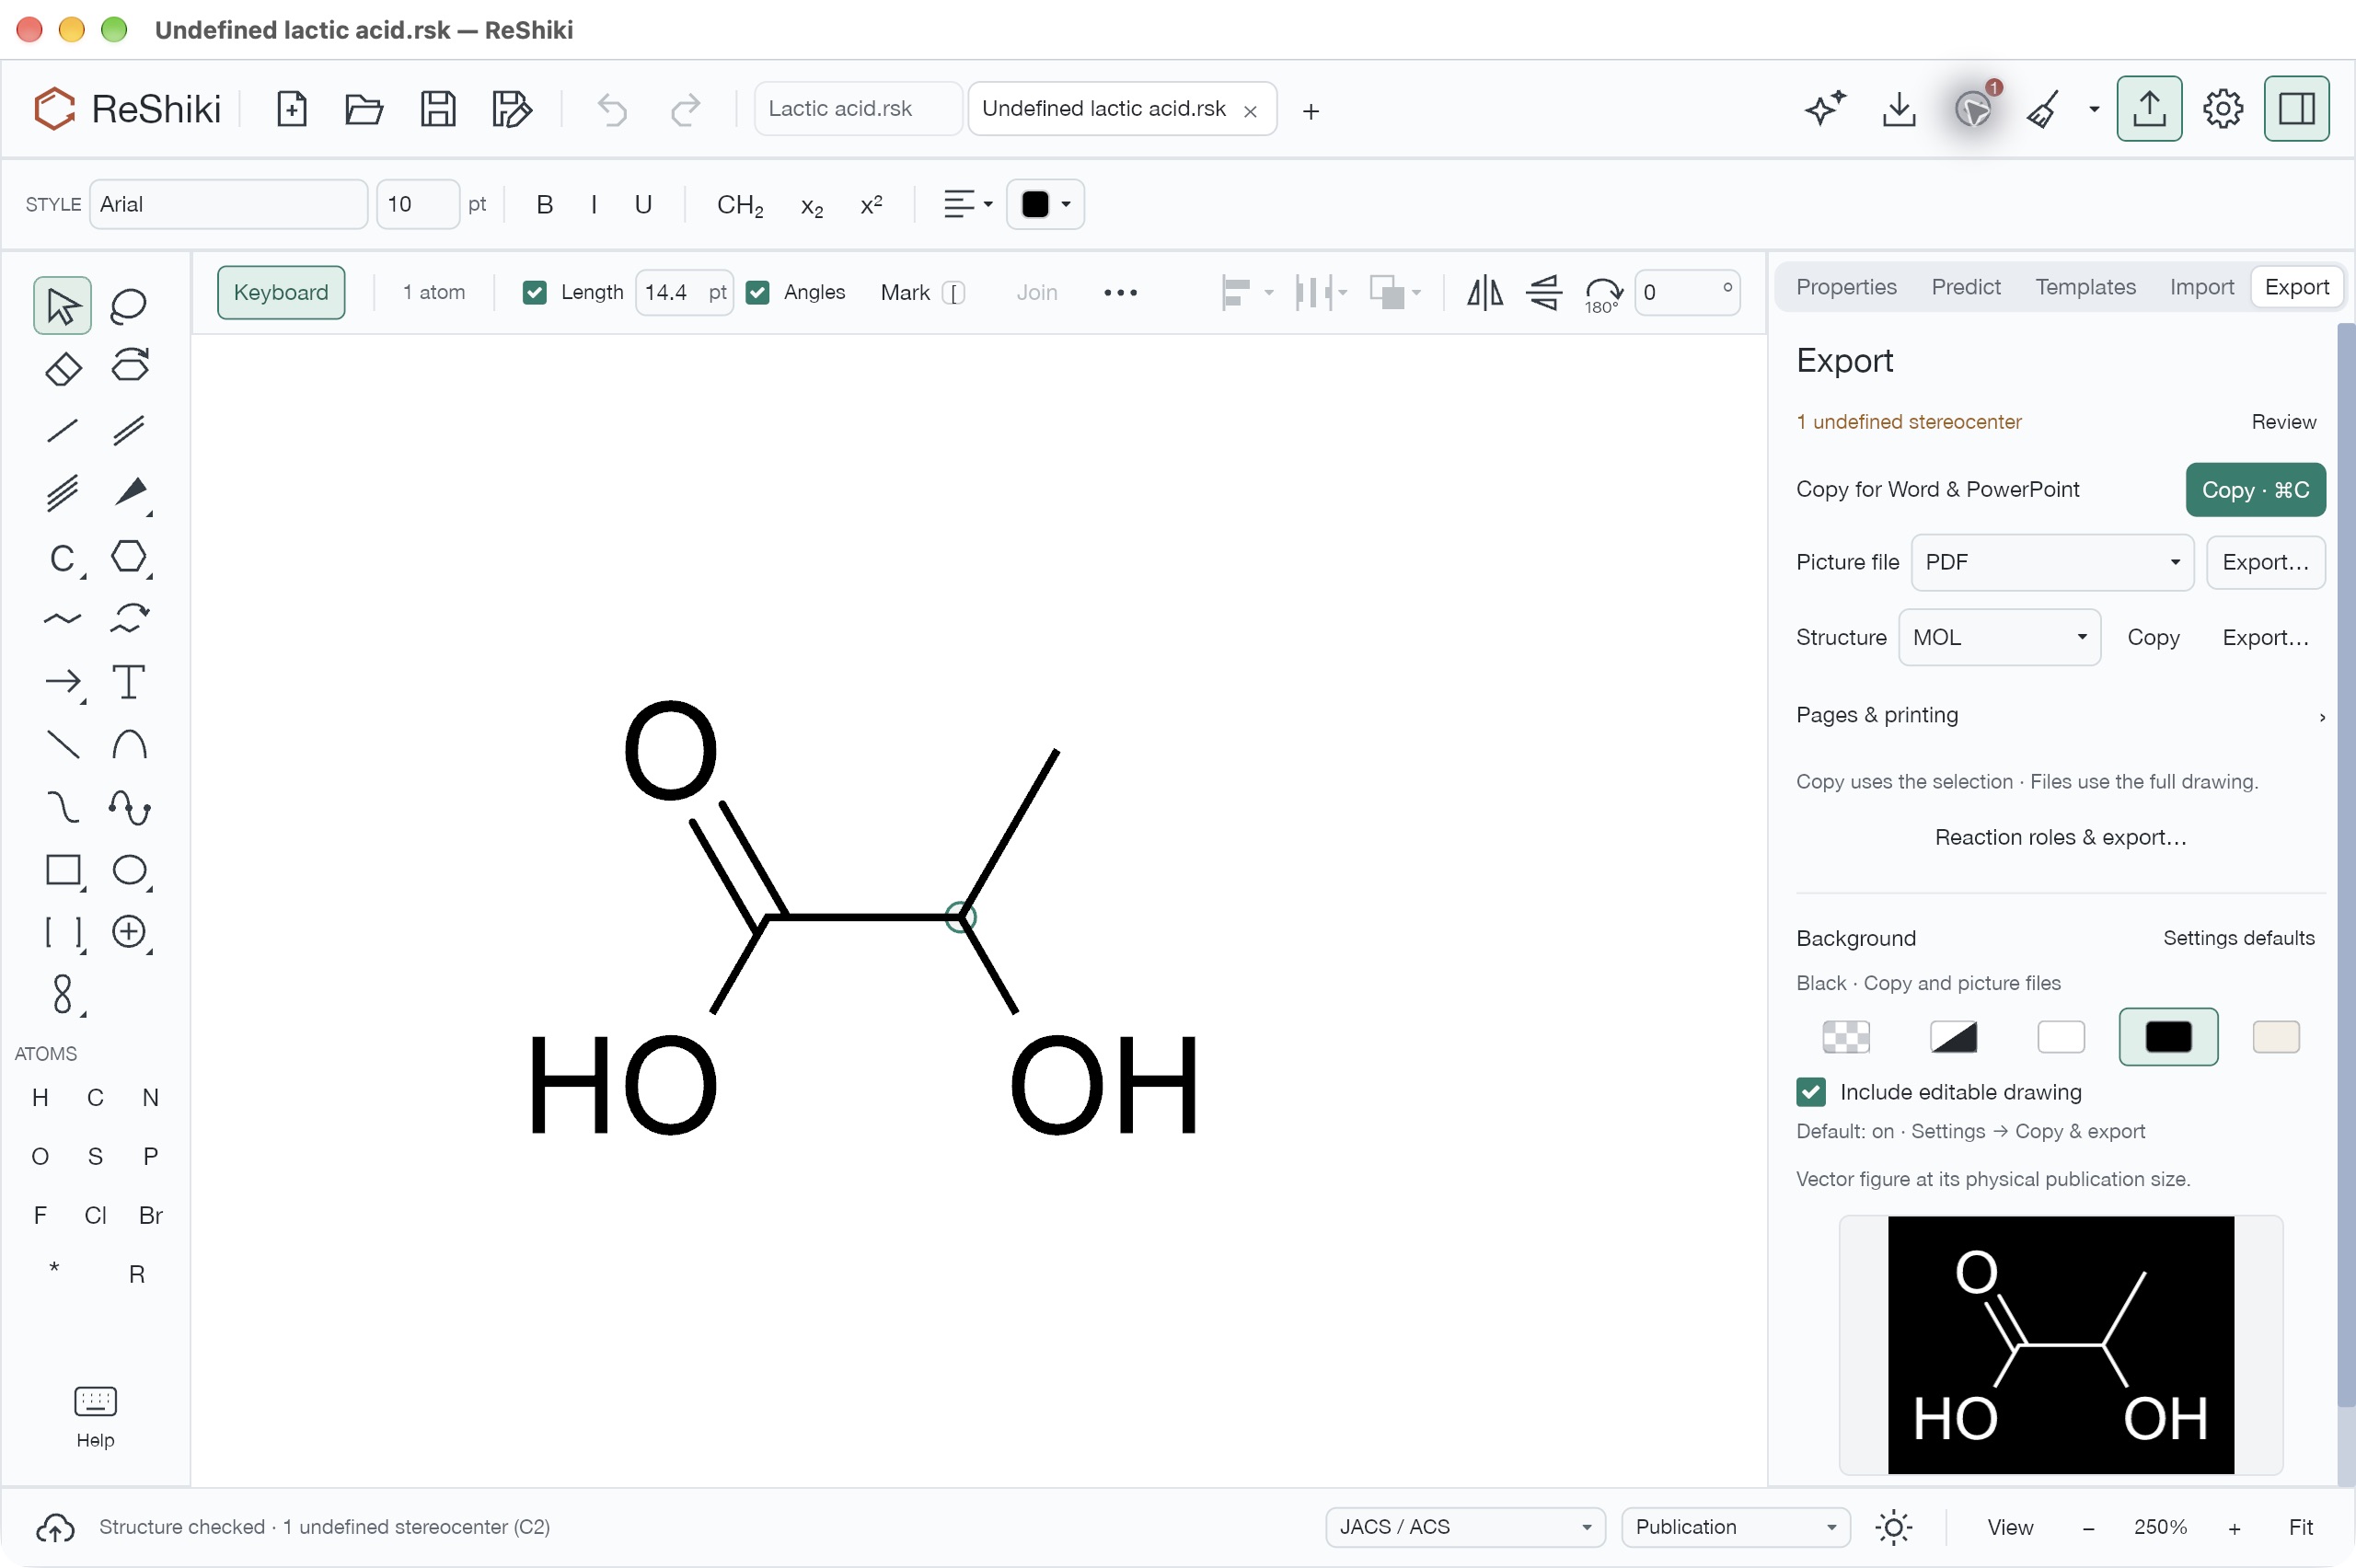 Undefined lactic acid.rsk — ReShiki
ReShiki
Lactic acid.rsk
Undefined lactic acid.rsk ×
+
1
STYLE Arial 10 pt B I U CH₂ x₂ x²
Keyboard 1 atom Length 14.4 pt Angles Mark [ Join ••• 180° 0 °
Properties Predict Templates Import Export
Export
1 undefined stereocenter Review
Copy for Word & PowerPoint Copy · ⌘C
Picture file PDF Export...
Structure MOL Copy Export...
Pages & printing ›
Copy uses the selection · Files use the full drawing.
Reaction roles & export...
Background Settings defaults
Black · Copy and picture files
Include editable drawing
Default: on · Settings → Copy & export
Vector figure at its physical publication size.
O
HO OH
C
T
[ ]
ATOMS
H C N
O S P
F Cl Br
* R
Help
O
HO OH
Structure checked · 1 undefined stereocenter (C2)
JACS / ACS Publication View − 250% + Fit